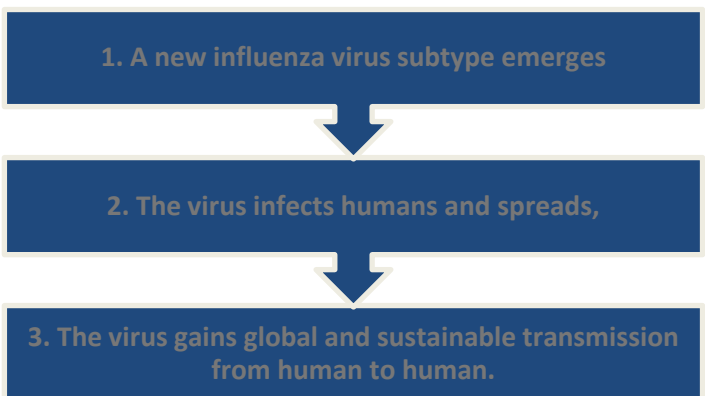 1. A new influenza virus subtype emerges
2. The virus infects humans and spreads,
3. The virus gains global and sustainable transmission
from human to human.